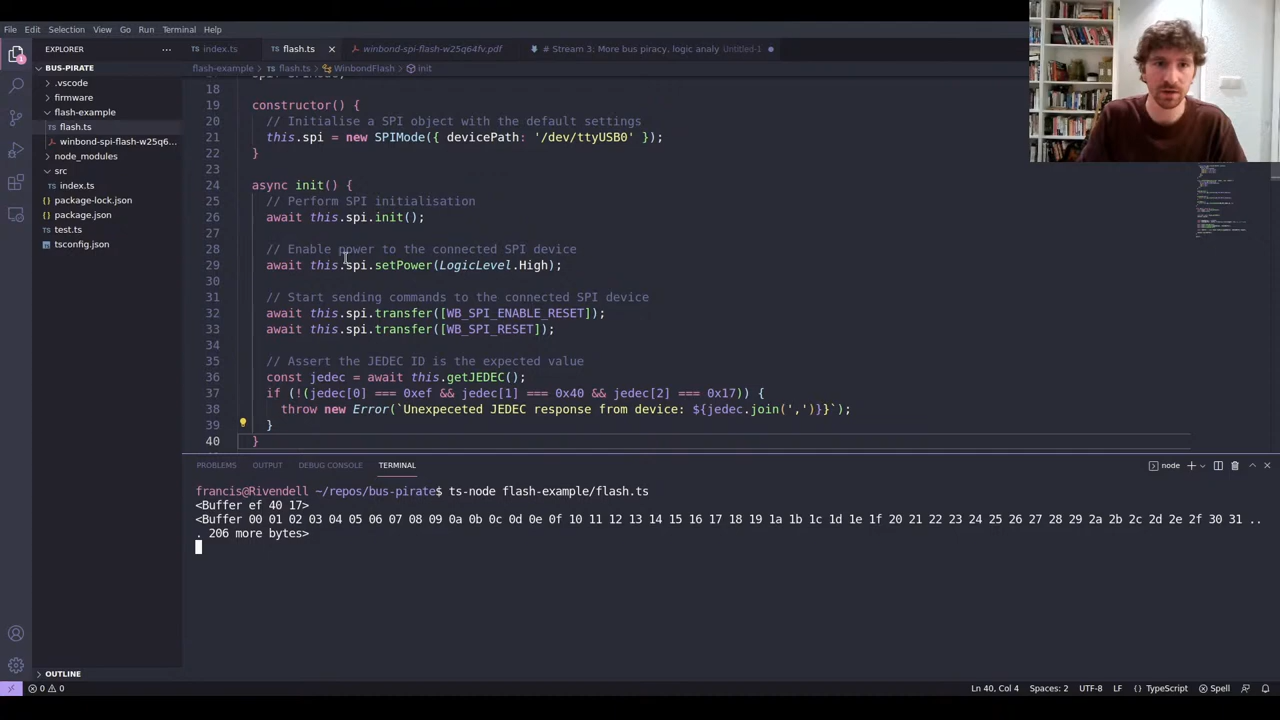 File Edit Selection View Go Run Terminal Help
EXPLORER
index.ts
flash.ts
winbond-spi-flash-w25q64fv.pdf
# Stream 3. More bus piracy, logic analy Untitled-1
BUS-PIRATE
flash-example > flash.ts > WinbondFlash > init
.vscode
firmware
flash-example
flash.ts
winbond-spi-flash-w25q6...
node_modules
src
index.ts
package-lock.json
package.json
test.ts
tsconfig.json
18
19 constructor() {
20 // Initialise a SPI object with the default settings
21 this.spi = new SPIMode({ devicePath: '/dev/ttyUSB0' });
22 }
23
24 async init() {
25 // Perform SPI initialisation
26 await this.spi.init();
27
28 // Enable power to the connected SPI device
29 await this.spi.setPower(LogicLevel.High);
30
31 // Start sending commands to the connected SPI device
32 await this.spi.transfer([WB_SPI_ENABLE_RESET]);
33 await this.spi.transfer([WB_SPI_RESET]);
34
35 // Assert the JEDEC ID is the expected value
36 const jedec = await this.getJEDEC();
37 if (!(jedec[0] === 0xef && jedec[1] === 0x40 && jedec[2] === 0x17)) {
38 throw new Error(`Unexpeceted JEDEC response from device: ${jedec.join(',')}}`);
39 }
40 }
PROBLEMS OUTPUT DEBUG CONSOLE TERMINAL
node
francis@Rivendell ~/repos/bus-pirate$ ts-node flash-example/flash.ts
<Buffer ef 40 17>
<Buffer 00 01 02 03 04 05 06 07 08 09 0a 0b 0c 0d 0e 0f 10 11 12 13 14 15 16 17 18 19 1a 1b 1c 1d 1e 1f 20 21 22 23 24 25 26 27 28 29 2a 2b 2c 2d 2e 2f 30 31 ..
. 206 more bytes>
OUTLINE
0 0
Ln 40, Col 4 Spaces: 2 UTF-8 LF {} TypeScript Spell